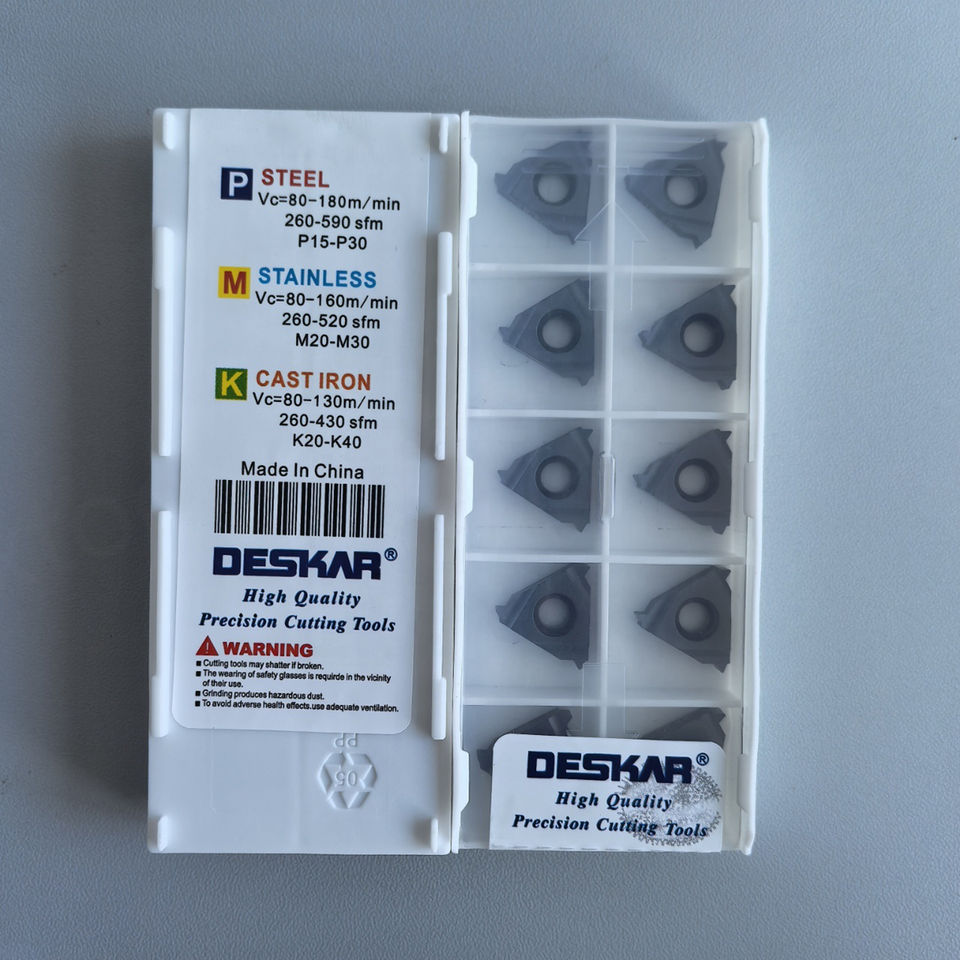 P STEEL
Vc=80-180m/min
260-590 sfm
P15-P30
M STAINLESS
Vc=80-160m/min
260-520 sfm
M20-M30
K CAST IRON
Vc=80-130m/min
260-430 sfm
K20-K40
Made In China
DESKAR®
High Quality
Precision Cutting Tools
WARNING
■ Cutting tools may shatter if broken.
■ The wearing of safety glasses is requirde in the vicinity
of their use.
■ Grinding produces hazardous dust.
■ To avoid adverse health effects.use adequate ventilation.
PP
05
DESKAR®
High Quality
Precision Cutting Tools